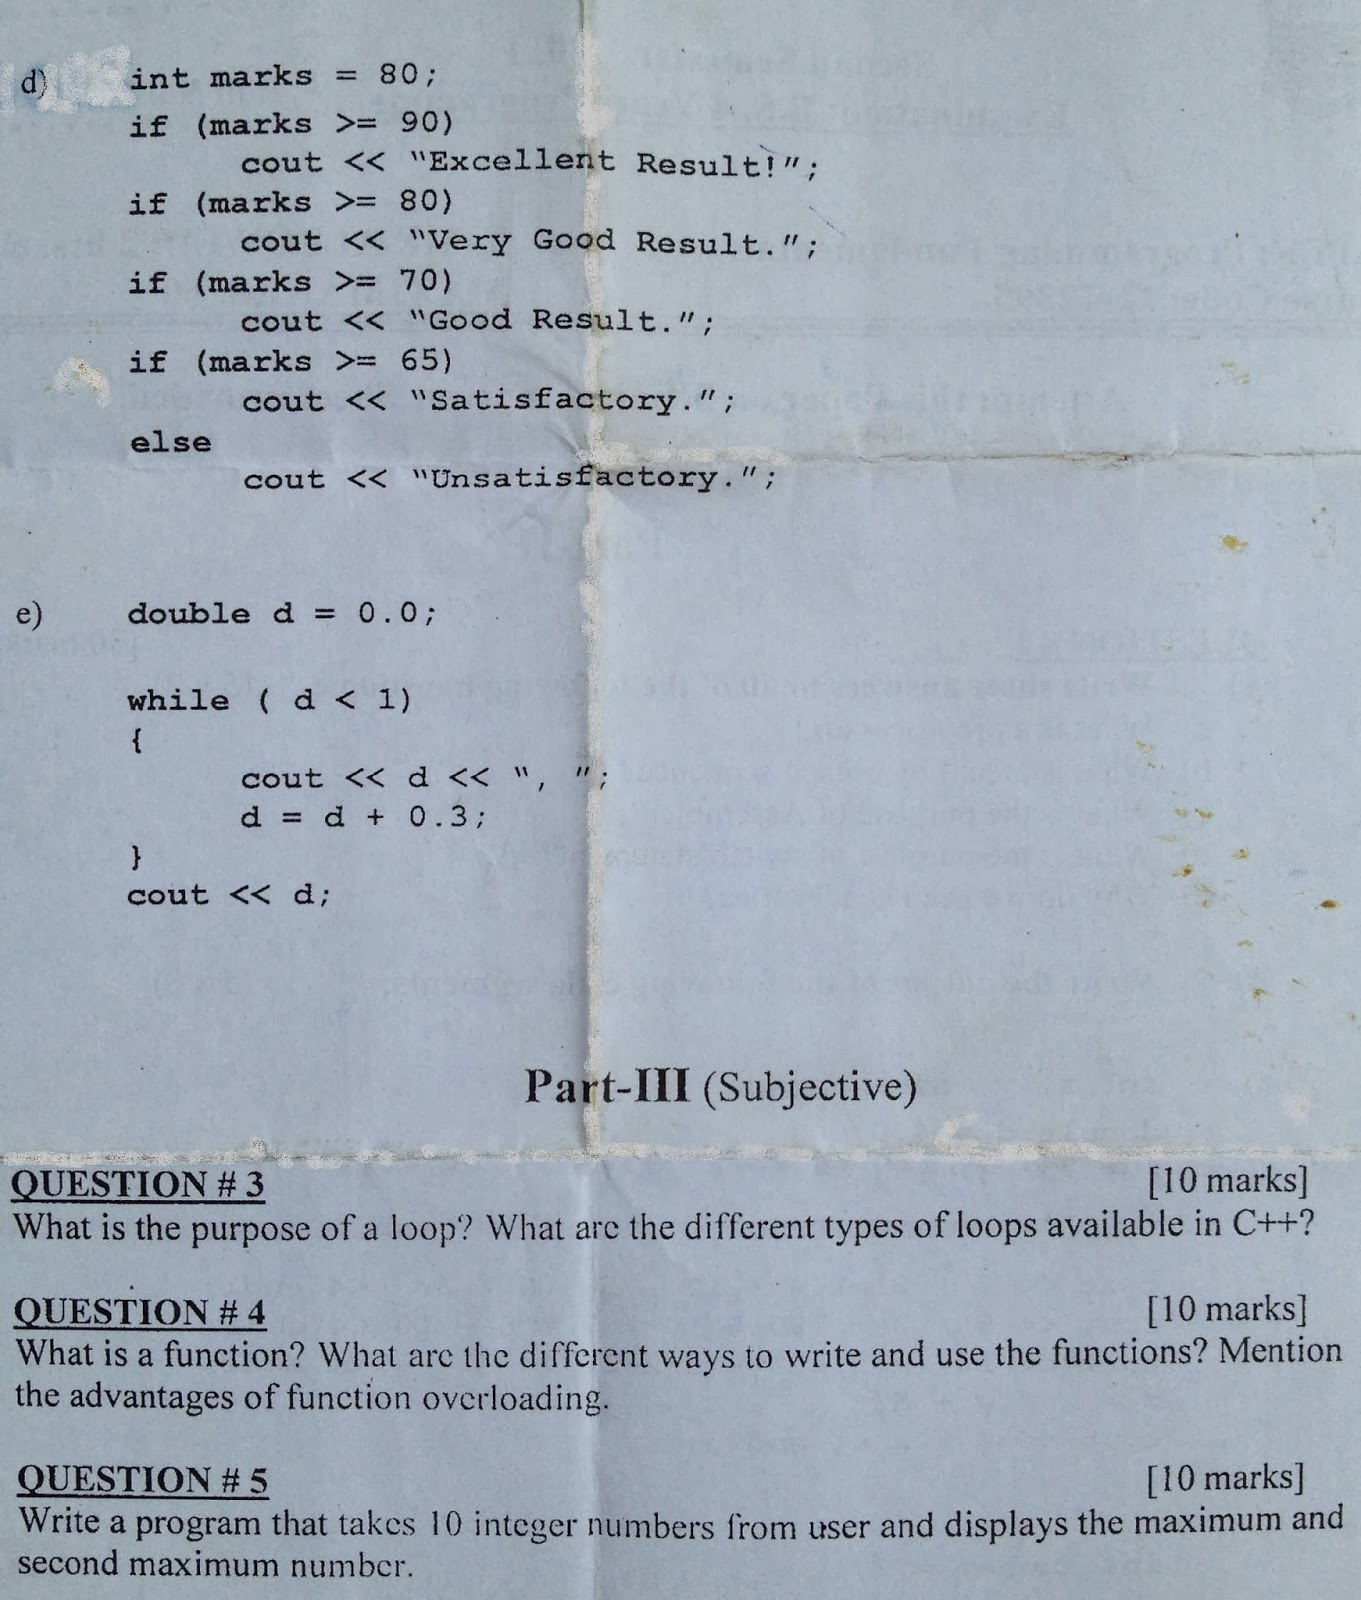 d) int marks = 80;
if (marks >= 90)
cout << "Excellent Result!";
if (marks >= 80)
cout << "Very Good Result.";
if (marks >= 70)
cout << "Good Result.";
if (marks >= 65)
cout << "Satisfactory.";
else
cout << "Unsatisfactory.";
e) double d = 0.0;
while ( d < 1)
{
cout << d << ", ";
d = d + 0.3;
}
cout << d;
Part-III (Subjective)
QUESTION # 3 [10 marks]
What is the purpose of a loop? What are the different types of loops available in C++?
QUESTION # 4 [10 marks]
What is a function? What are the different ways to write and use the functions? Mention
the advantages of function overloading.
QUESTION # 5 [10 marks]
Write a program that takes 10 integer numbers from user and displays the maximum and
second maximum number.